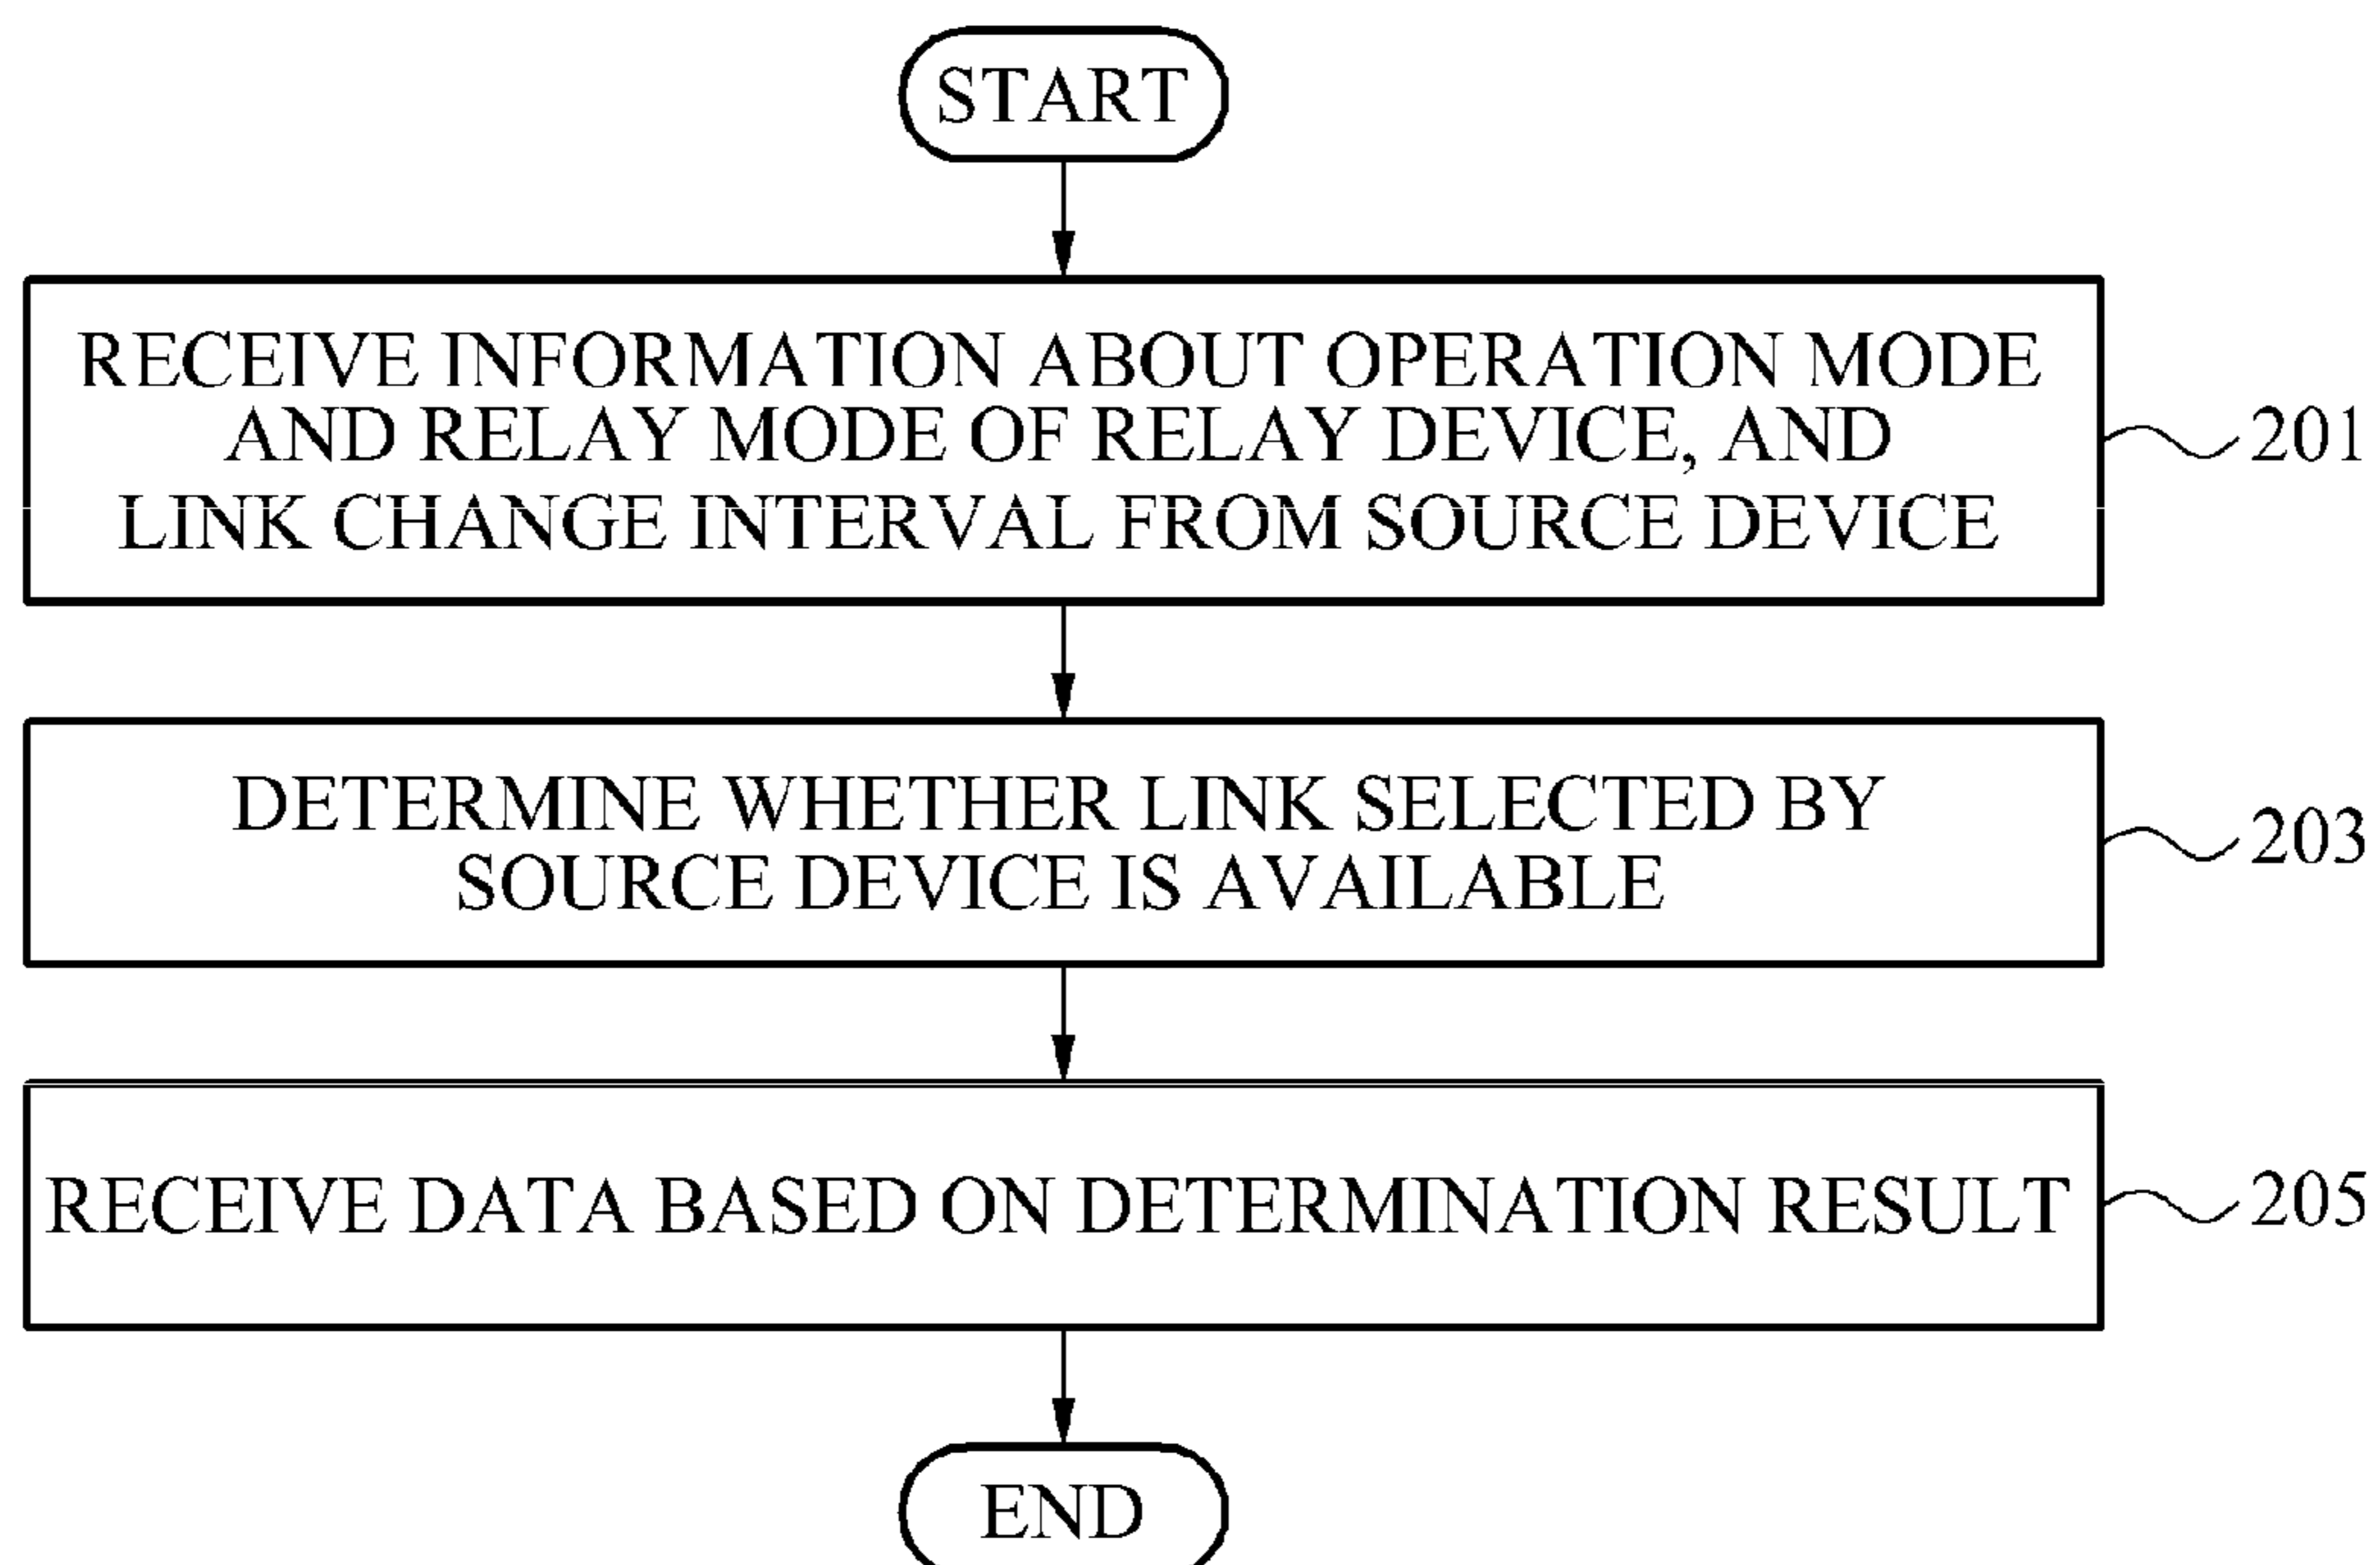 START
RECEIVE INFORMATION ABOUT OPERATION MODE
AND RELAY MODE OF RELAY DEVICE, AND
LINK CHANGE INTERVAL FROM SOURCE DEVICE
201
DETERMINE WHETHER LINK SELECTED BY
SOURCE DEVICE IS AVAILABLE
203
RECEIVE DATA BASED ON DETERMINATION RESULT
205
END